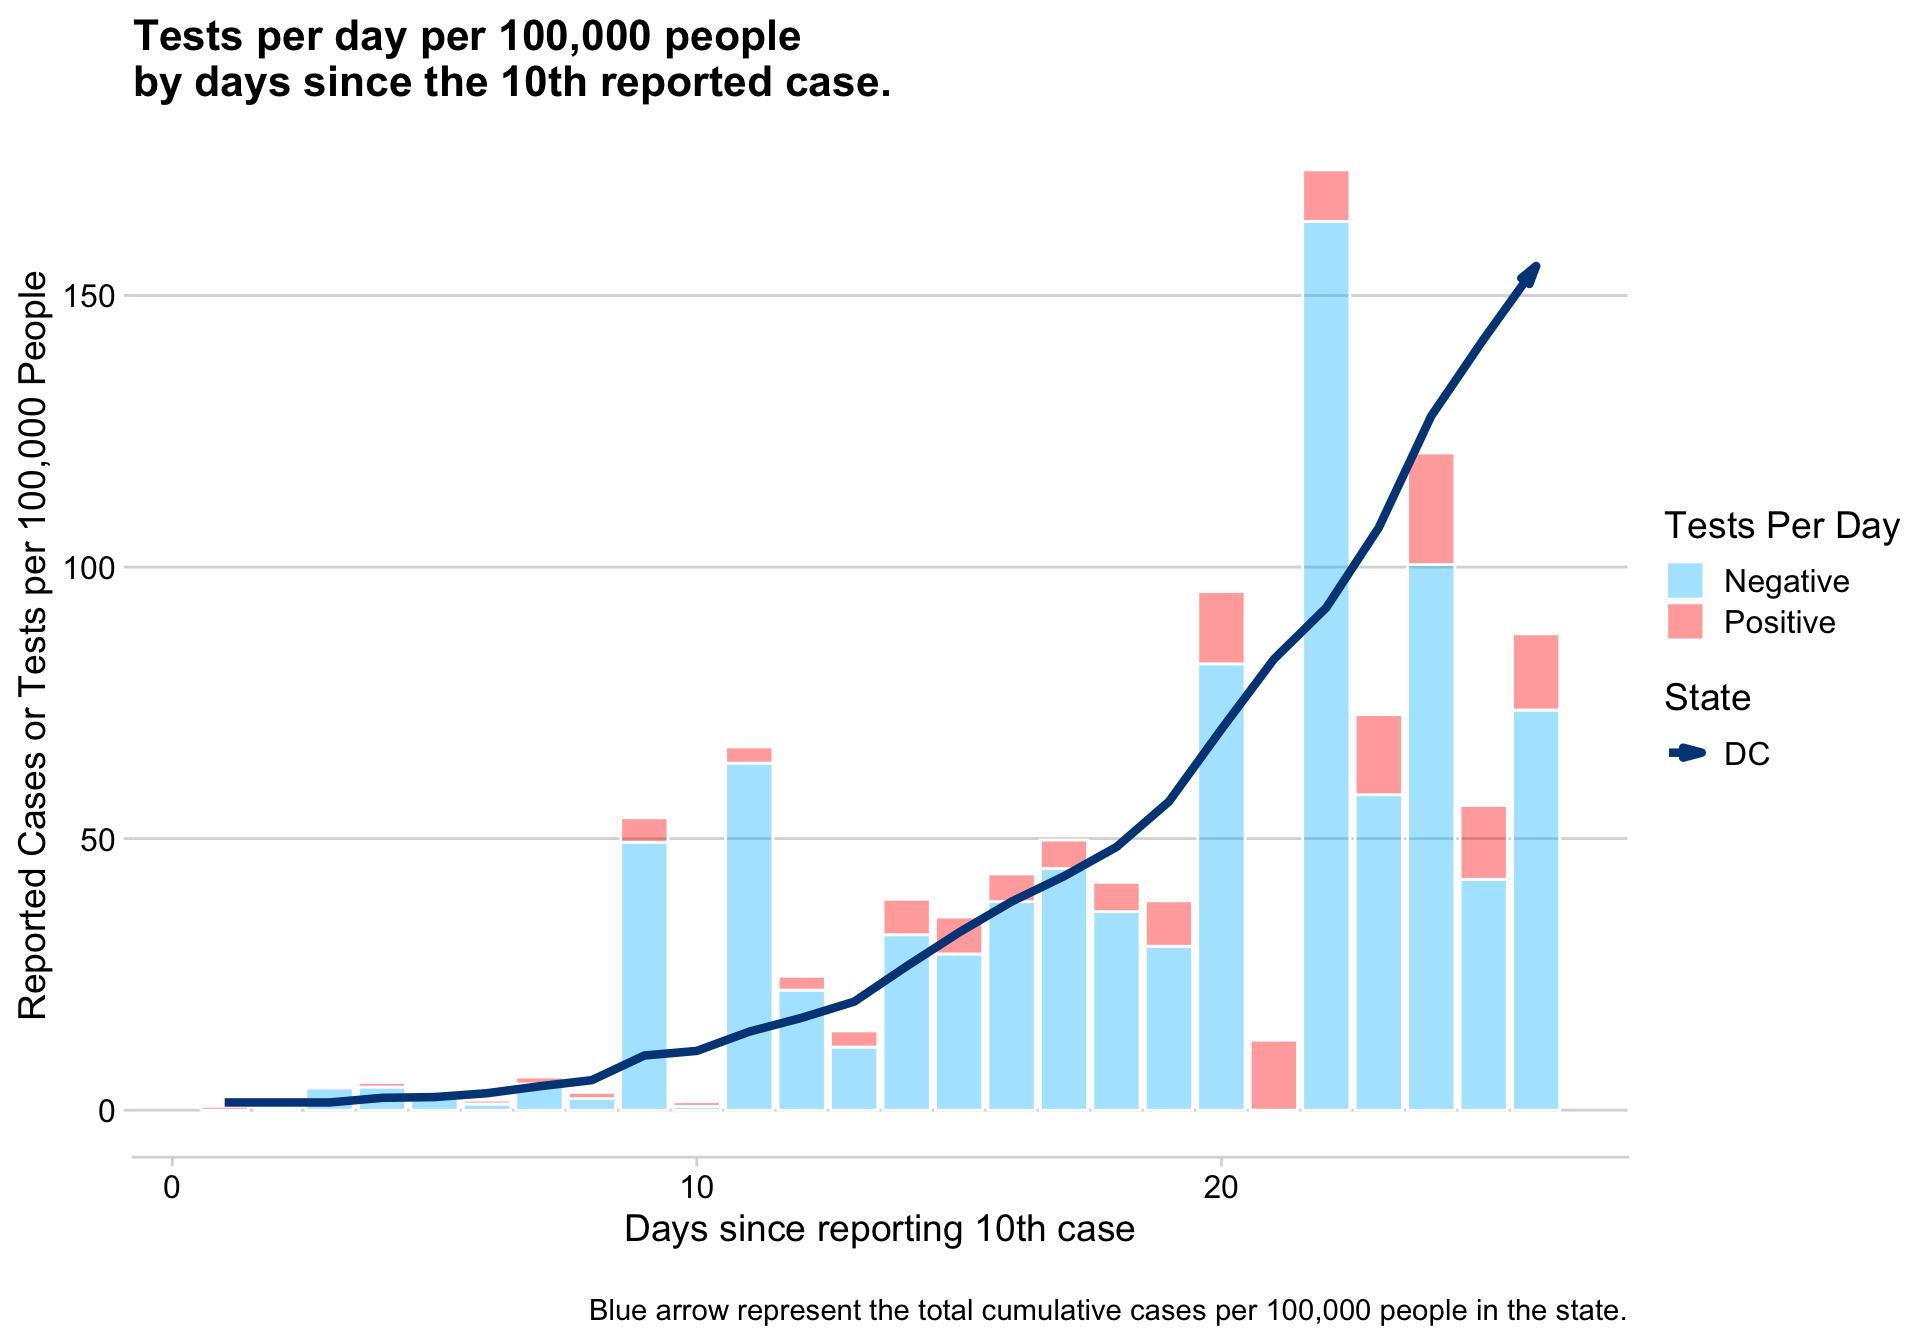 Tests per day per 100,000 people
by days since the 10th reported case.
Reported Cases or Tests per 100,000 People
150
100
50
0
0
10
20
Days since reporting 10th case
Tests Per Day
Negative
Positive
State
DC
Blue arrow represent the total cumulative cases per 100,000 people in the state.